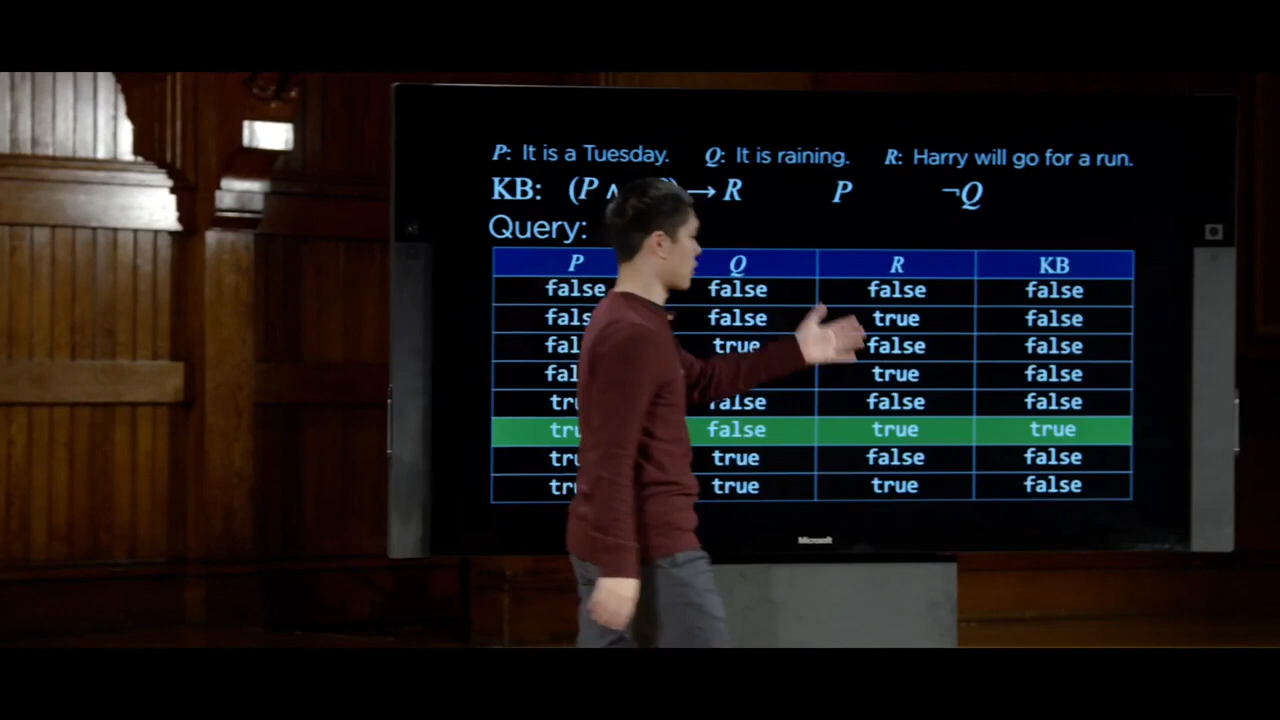 P: It is a Tuesday. Q: It is raining. R: Harry will go for a run.
KB: (P ∧ ) → R P ¬Q
Query:
P Q R KB
false false false false
false true false
true false false
true false
false false false
false true true
true false false
true true false
Microsoft